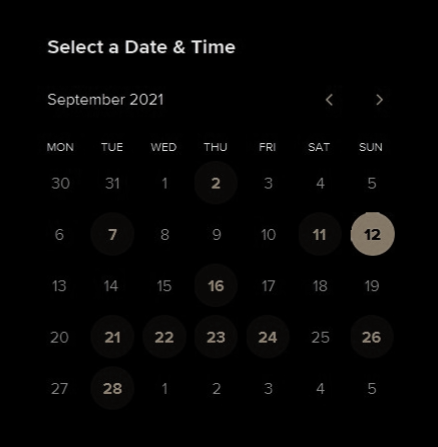 Select a Date & Time
September 2021
MON TUE WED THU FRI SAT SUN
30 31 1 2 3 4 5
6 7 8 9 10 11 12
13 14 15 16 17 18 19
20 21 22 23 24 25 26
27 28 1 2 3 4 5